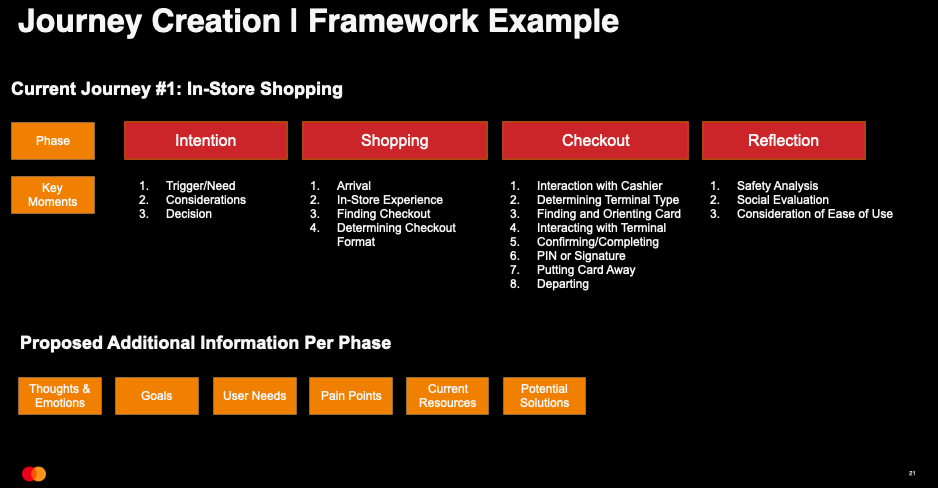 Journey Creation | Framework Example
Current Journey #1: In-Store Shopping
Phase
Intention
Shopping
Checkout
Reflection
Key
Moments
1. Trigger/Need
2. Considerations
3. Decision
1. Arrival
2. In-Store Experience
3. Finding Checkout
4. Determining Checkout
Format
1. Interaction with Cashier
2. Determining Terminal Type
3. Finding and Orienting Card
4. Interacting with Terminal
5. Confirming/Completing
6. PIN or Signature
7. Putting Card Away
8. Departing
1. Safety Analysis
2. Social Evaluation
3. Consideration of Ease of Use
Proposed Additional Information Per Phase
Thoughts &
Emotions
Goals
User Needs
Pain Points
Current
Resources
Potential
Solutions
21